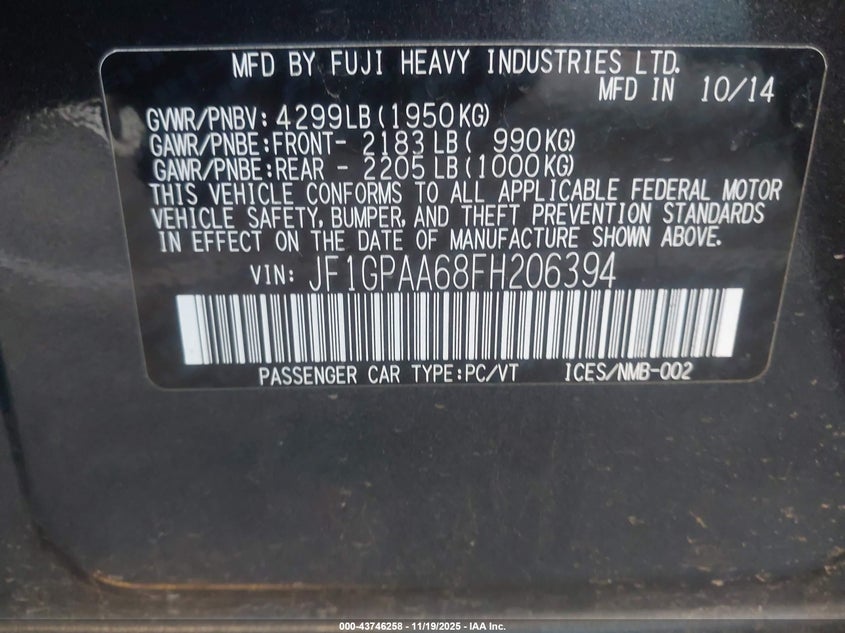 MFD BY FUJI HEAVY INDUSTRIES LTD.
MFD IN 10/14
GVWR/PNBV: 4299LB(1950KG)
GAWR/PNBE:FRONT- 2183LB( 990KG)
GAWR/PNBE:REAR - 2205LB(1000KG)
THIS VEHICLE CONFORMS TO ALL APPLICABLE FEDERAL MOTOR
VEHICLE SAFETY, BUMPER, AND THEFT PREVENTION STANDARDS
IN EFFECT ON THE DATE OF MANUFACTURE SHOWN ABOVE.
VIN: JF1GPAA68FH206394
PASSENGER CAR TYPE:PC/VT ICES/NMB-002
000-43746258 - 11/19/2025 - IAA Inc.